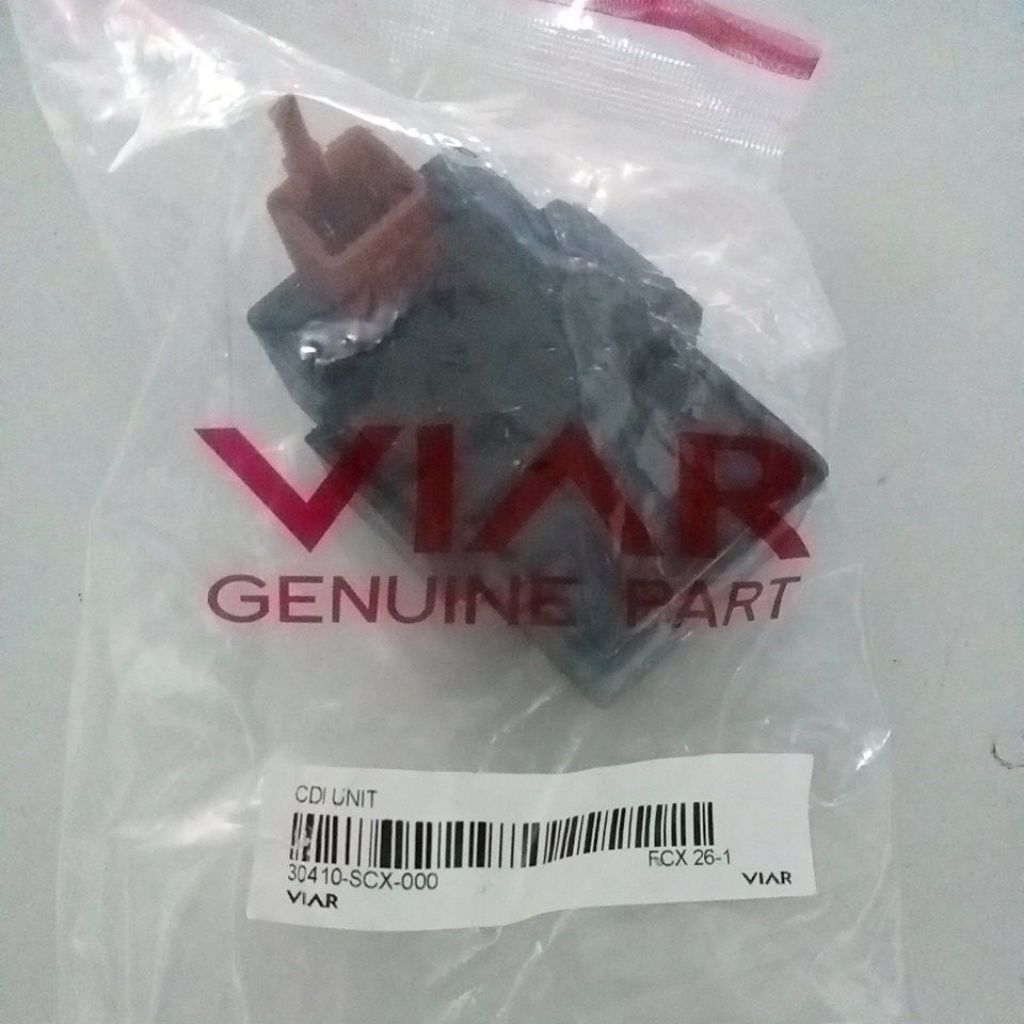 VIAR
GENUINE PART
CDI UNIT
30410-SCX-000
FCX 26-1
VIAR
VIAR